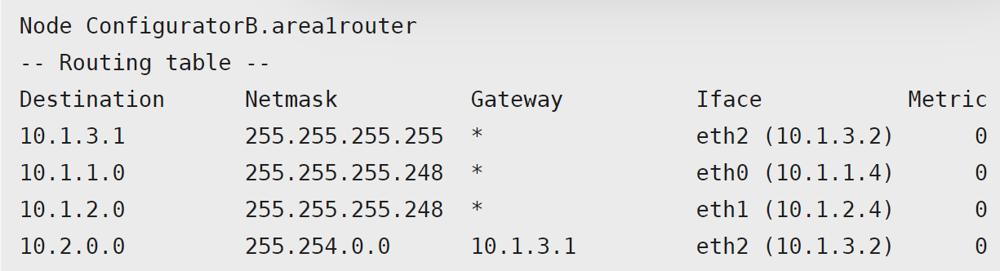 Node ConfiguratorB.area1router
-- Routing table --
Destination Netmask Gateway Iface Metric
10.1.3.1 255.255.255.255 * eth2 (10.1.3.2) 0
10.1.1.0 255.255.255.248 * eth0 (10.1.1.4) 0
10.1.2.0 255.255.255.248 * eth1 (10.1.2.4) 0
10.2.0.0 255.254.0.0 10.1.3.1 eth2 (10.1.3.2) 0